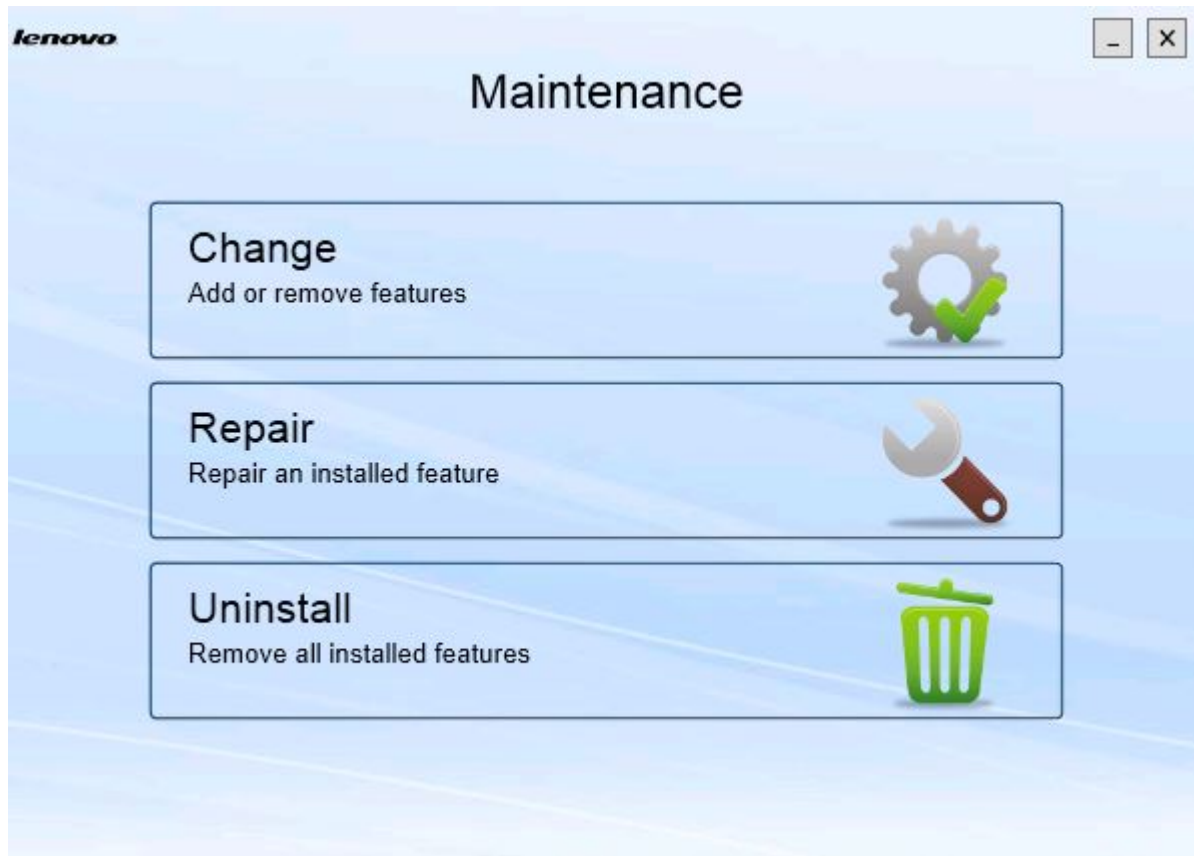 lenovo
Maintenance
Change
Add or remove features
Repair
Repair an installed feature
Uninstall
Remove all installed features